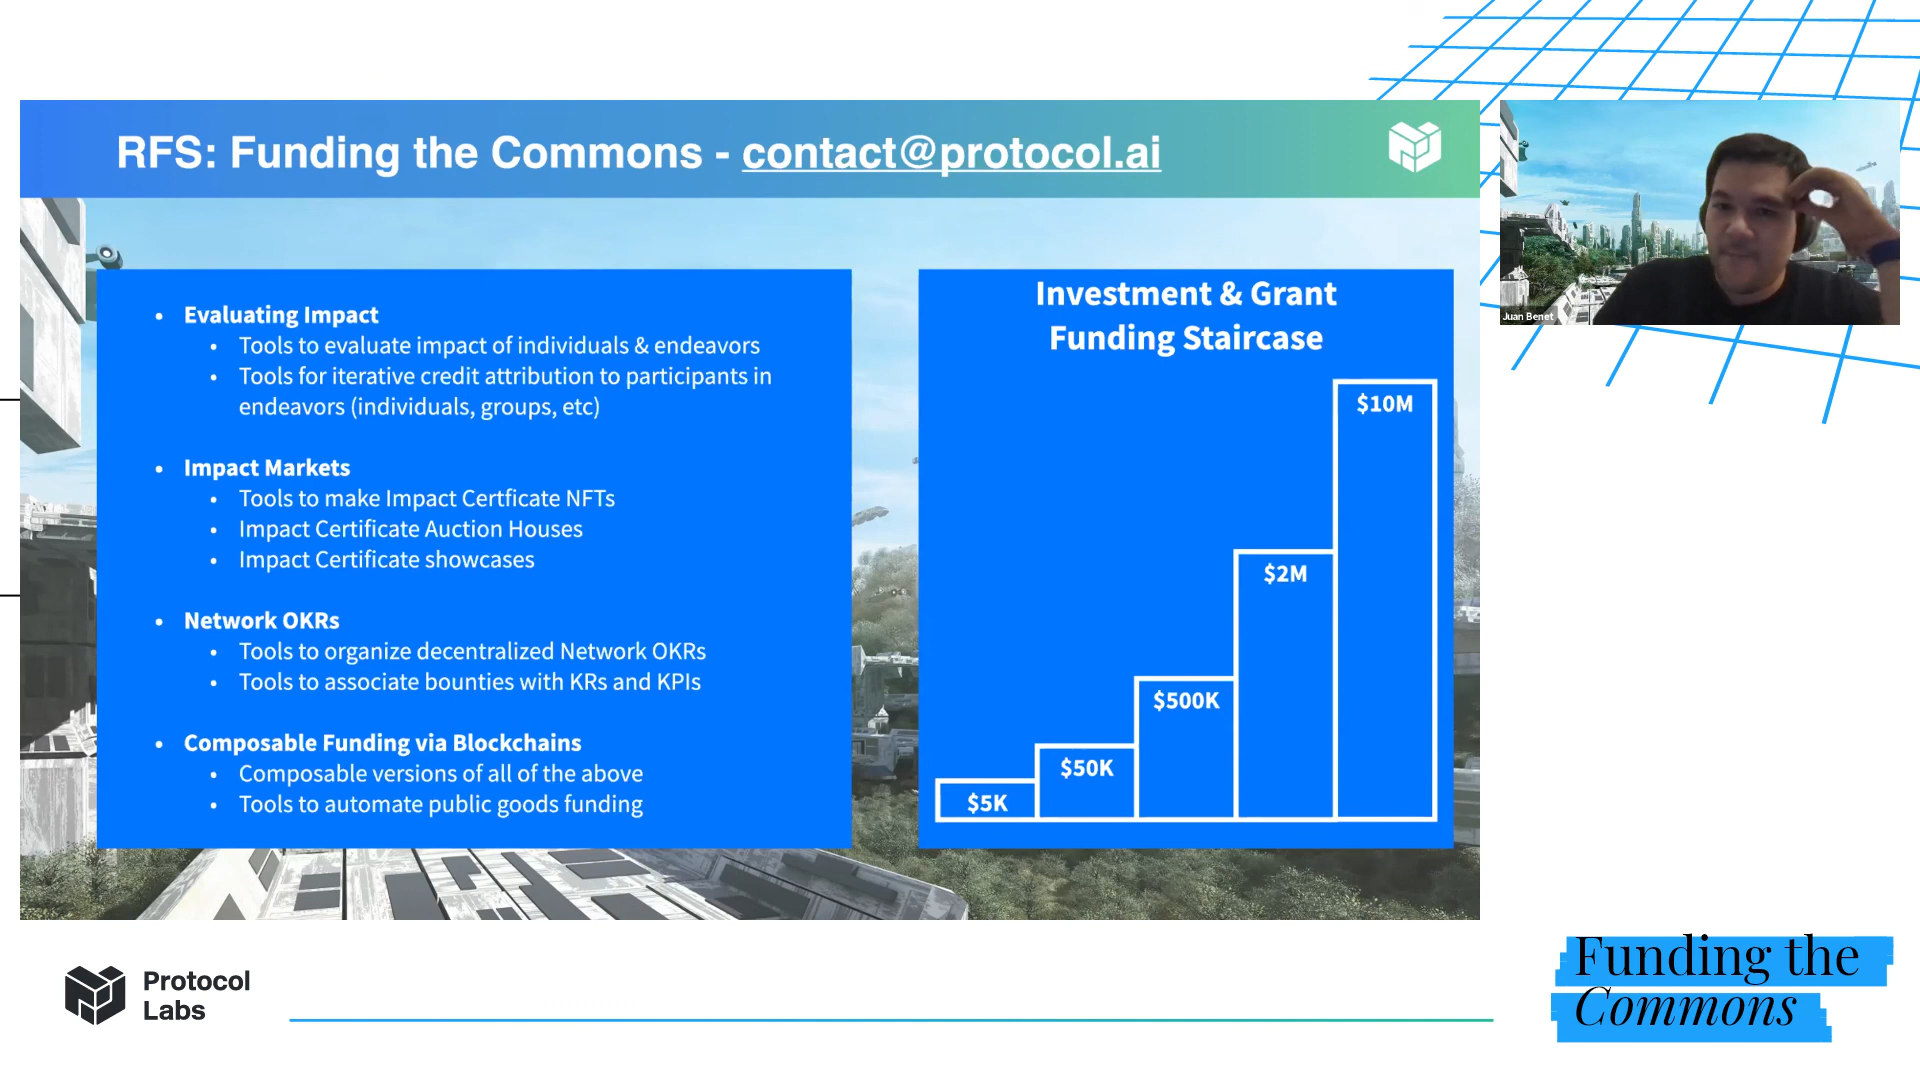 RFS: Funding the Commons - contact@protocol.ai
Evaluating Impact
Tools to evaluate impact of individuals & endeavors
Tools for iterative credit attribution to participants in
endeavors (individuals, groups, etc)
Impact Markets
Tools to make Impact Certficate NFTs
Impact Certificate Auction Houses
Impact Certificate showcases
Network OKRs
Tools to organize decentralized Network OKRs
Tools to associate bounties with KRs and KPIs
Composable Funding via Blockchains
Composable versions of all of the above
Tools to automate public goods funding
Investment & Grant
Funding Staircase
$5K
$50K
$500K
$2M
$10M
Juan Benet
Protocol
Labs
Funding the
Commons